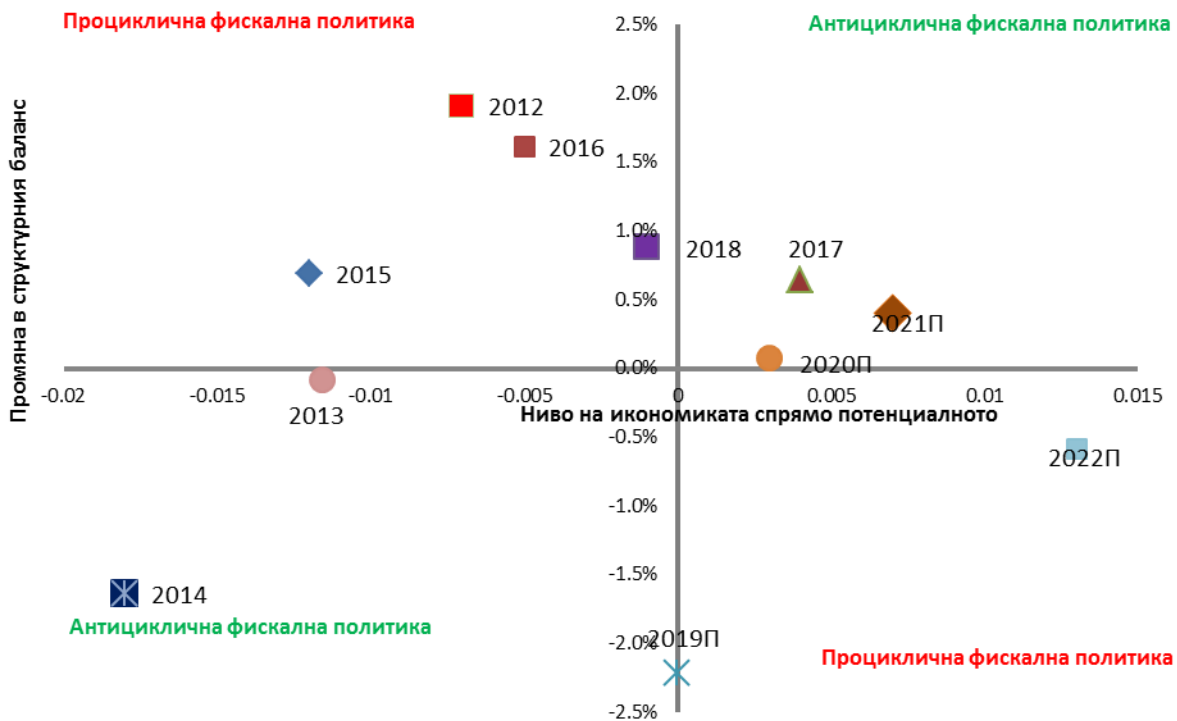 Проциклична фискална политика
Антициклична фискална политика
Промяна в структурния баланс
2.5%
2.0%
1.5%
1.0%
0.5%
0.0%
-0.5%
-1.0%
-1.5%
-2.0%
-2.5%
2012
2016
2018
2017
2015
2021П
2020П
-0.02
-0.015
-0.01
-0.005
0
0.005
0.01
0.015
2013
Ниво на икономиката спрямо потенциалното
2022П
2014
Антициклична фискална политика
2019П
Проциклична фискална политика